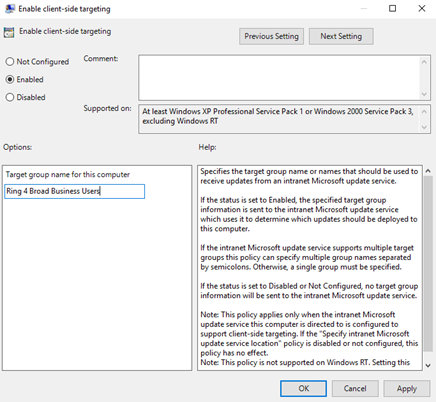 Enable client-side targeting
Enable client-side targeting
Previous Setting
Next Setting
Not Configured
Comment:
Enabled
Disabled
Supported on:
At least Windows XP Professional Service Pack 1 or Windows 2000 Service Pack 3,
excluding Windows RT
Options:
Help:
Target group name for this computer
Ring 4 Broad Business Users
Specifies the target group name or names that should be used to
receive updates from an intranet Microsoft update service.
If the status is set to Enabled, the specified target group
information is sent to the intranet Microsoft update service
which uses it to determine which updates should be deployed to
this computer.
If the intranet Microsoft update service supports multiple target
groups this policy can specify multiple group names separated
by semicolons. Otherwise, a single group must be specified.
If the status is set to Disabled or Not Configured, no target group
information will be sent to the intranet Microsoft update service.
Note: This policy applies only when the intranet Microsoft
update service this computer is directed to is configured to
support client-side targeting. If the "Specify intranet Microsoft
update service location" policy is disabled or not configured, this
policy has no effect.
Note: This policy is not supported on Windows RT. Setting this
OK
Cancel
Apply